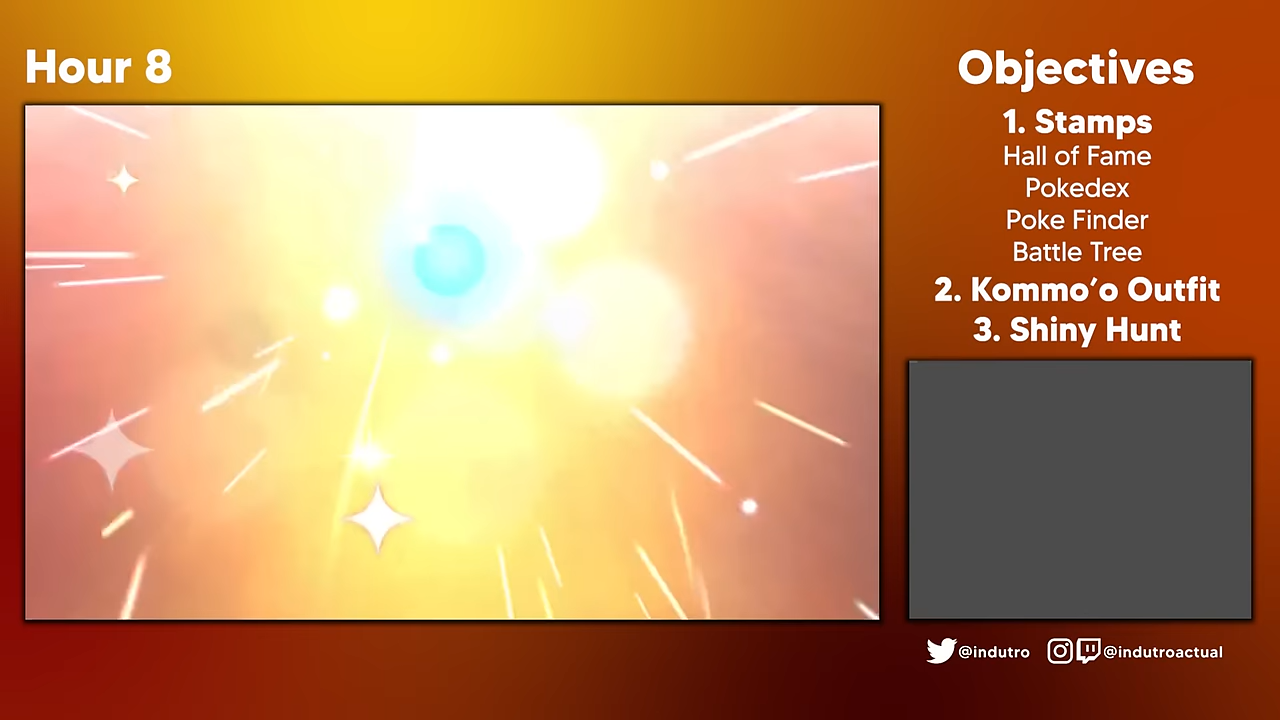 Hour 8
Objectives
1. Stamps
Hall of Fame
Pokedex
Poke Finder
Battle Tree
2. Kommo’o Outfit
3. Shiny Hunt
@indutro @indutroactual